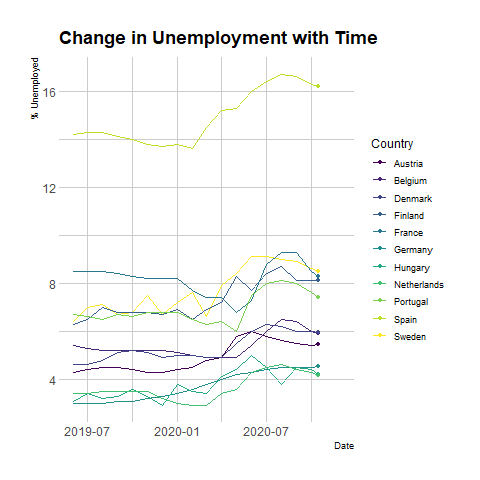 Change in Unemployment with Time
% Unemployed
16
12
8
4
2019-07 2020-01 2020-07
Date
Country
Austria
Belgium
Denmark
Finland
France
Germany
Hungary
Netherlands
Portugal
Spain
Sweden